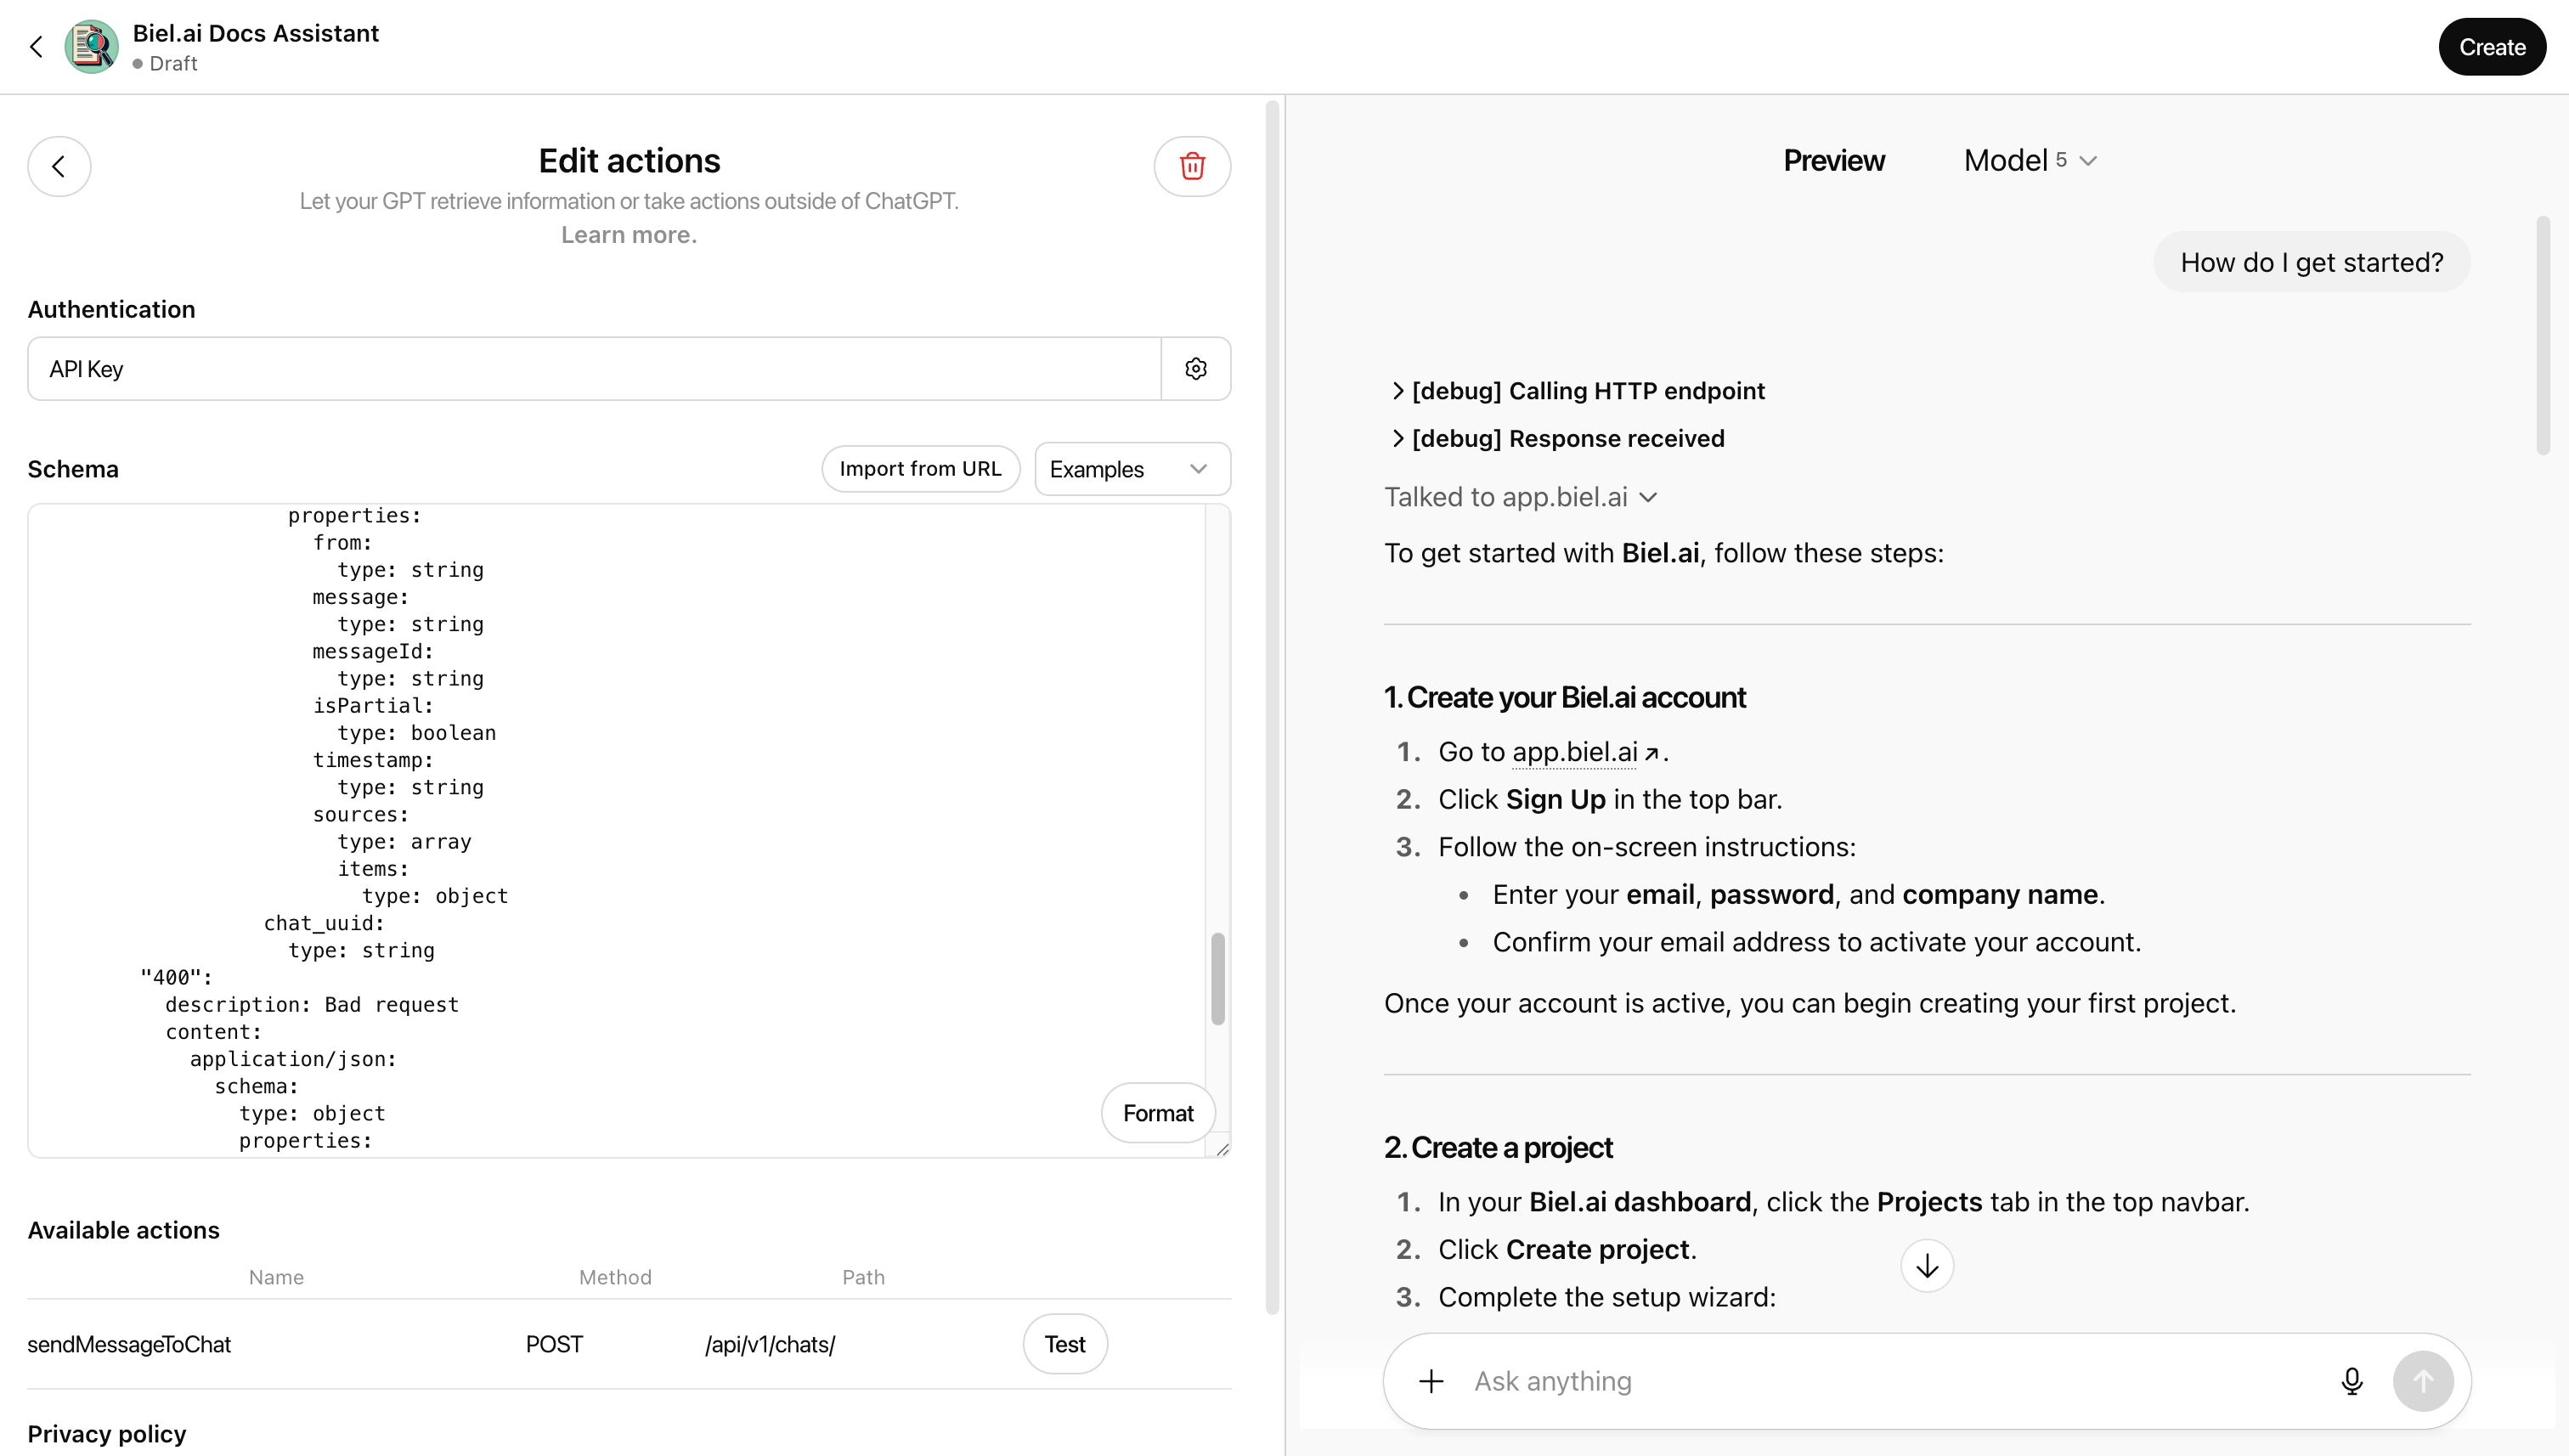 Biel.ai Docs Assistant
Draft
Create
Edit actions
Let your GPT retrieve information or take actions outside of ChatGPT.
Learn more.
Authentication
API Key
Schema
Import from URL
Examples
properties:
from:
type: string
message:
type: string
messageId:
type: string
isPartial:
type: boolean
timestamp:
type: string
sources:
type: array
items:
type: object
chat_uuid:
type: string
"400":
description: Bad request
content:
application/json:
schema:
type: object
properties:
Format
Available actions
Name Method Path
sendMessageToChat POST /api/v1/chats/ Test
Privacy policy
Preview
Model 5
How do I get started?
[debug] Calling HTTP endpoint
[debug] Response received
Talked to app.biel.ai
To get started with Biel.ai, follow these steps:
1. Create your Biel.ai account
1. Go to app.biel.ai.
2. Click Sign Up in the top bar.
3. Follow the on-screen instructions:
• Enter your email, password, and company name.
• Confirm your email address to activate your account.
Once your account is active, you can begin creating your first project.
2. Create a project
1. In your Biel.ai dashboard, click the Projects tab in the top navbar.
2. Click Create project.
3. Complete the setup wizard:
Ask anything